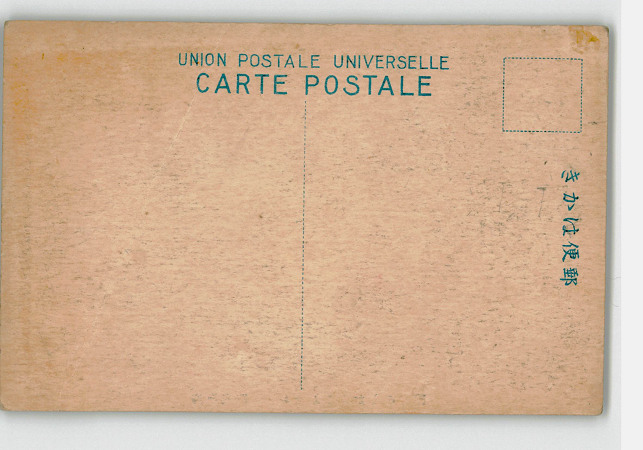 UNION POSTALE UNIVERSELLE
CARTE POSTALE
郵便はかき